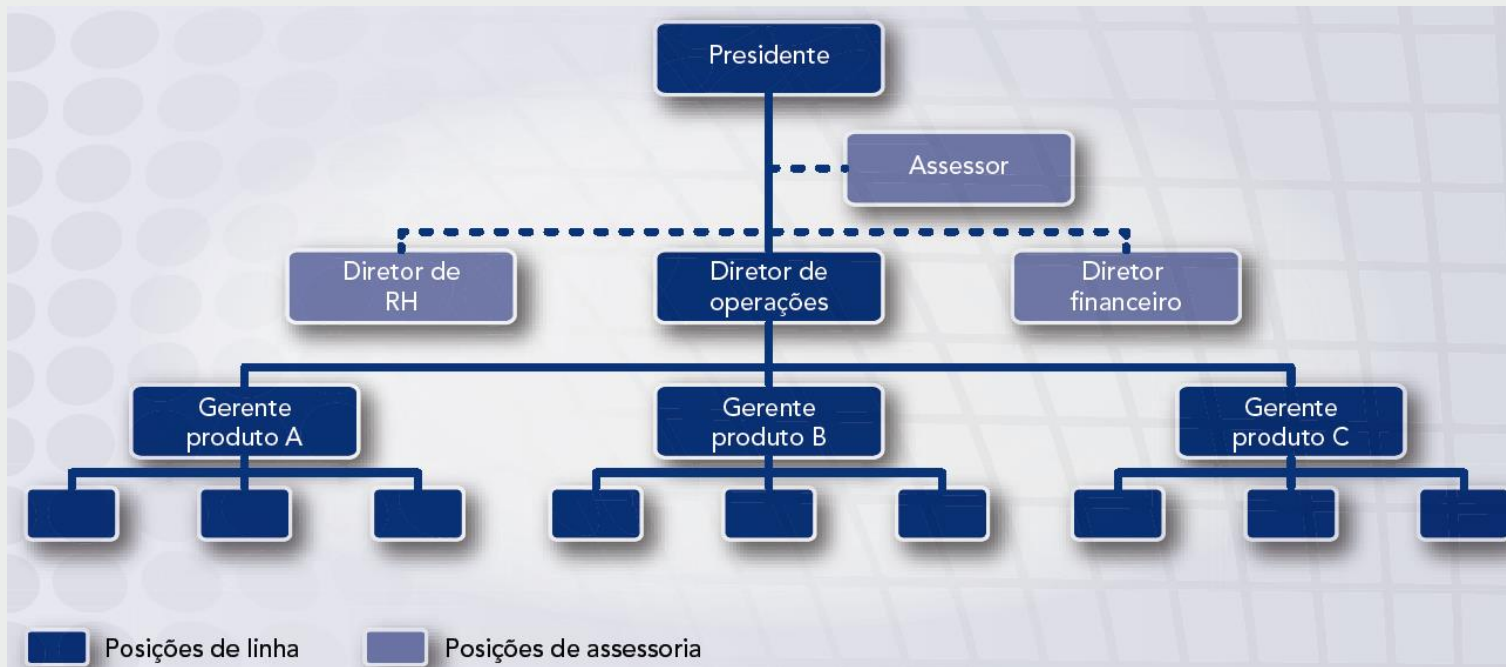 Presidente
Assessor
Diretor de
RH
Diretor de
operações
Diretor
financeiro
Gerente
produto A
Gerente
produto B
Gerente
produto C
Posições de linha
Posições de assessoria